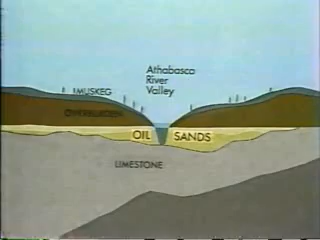 Athabasca
River
Valley
MUSKEG
OVERBURDEN
OIL SANDS
LIMESTONE